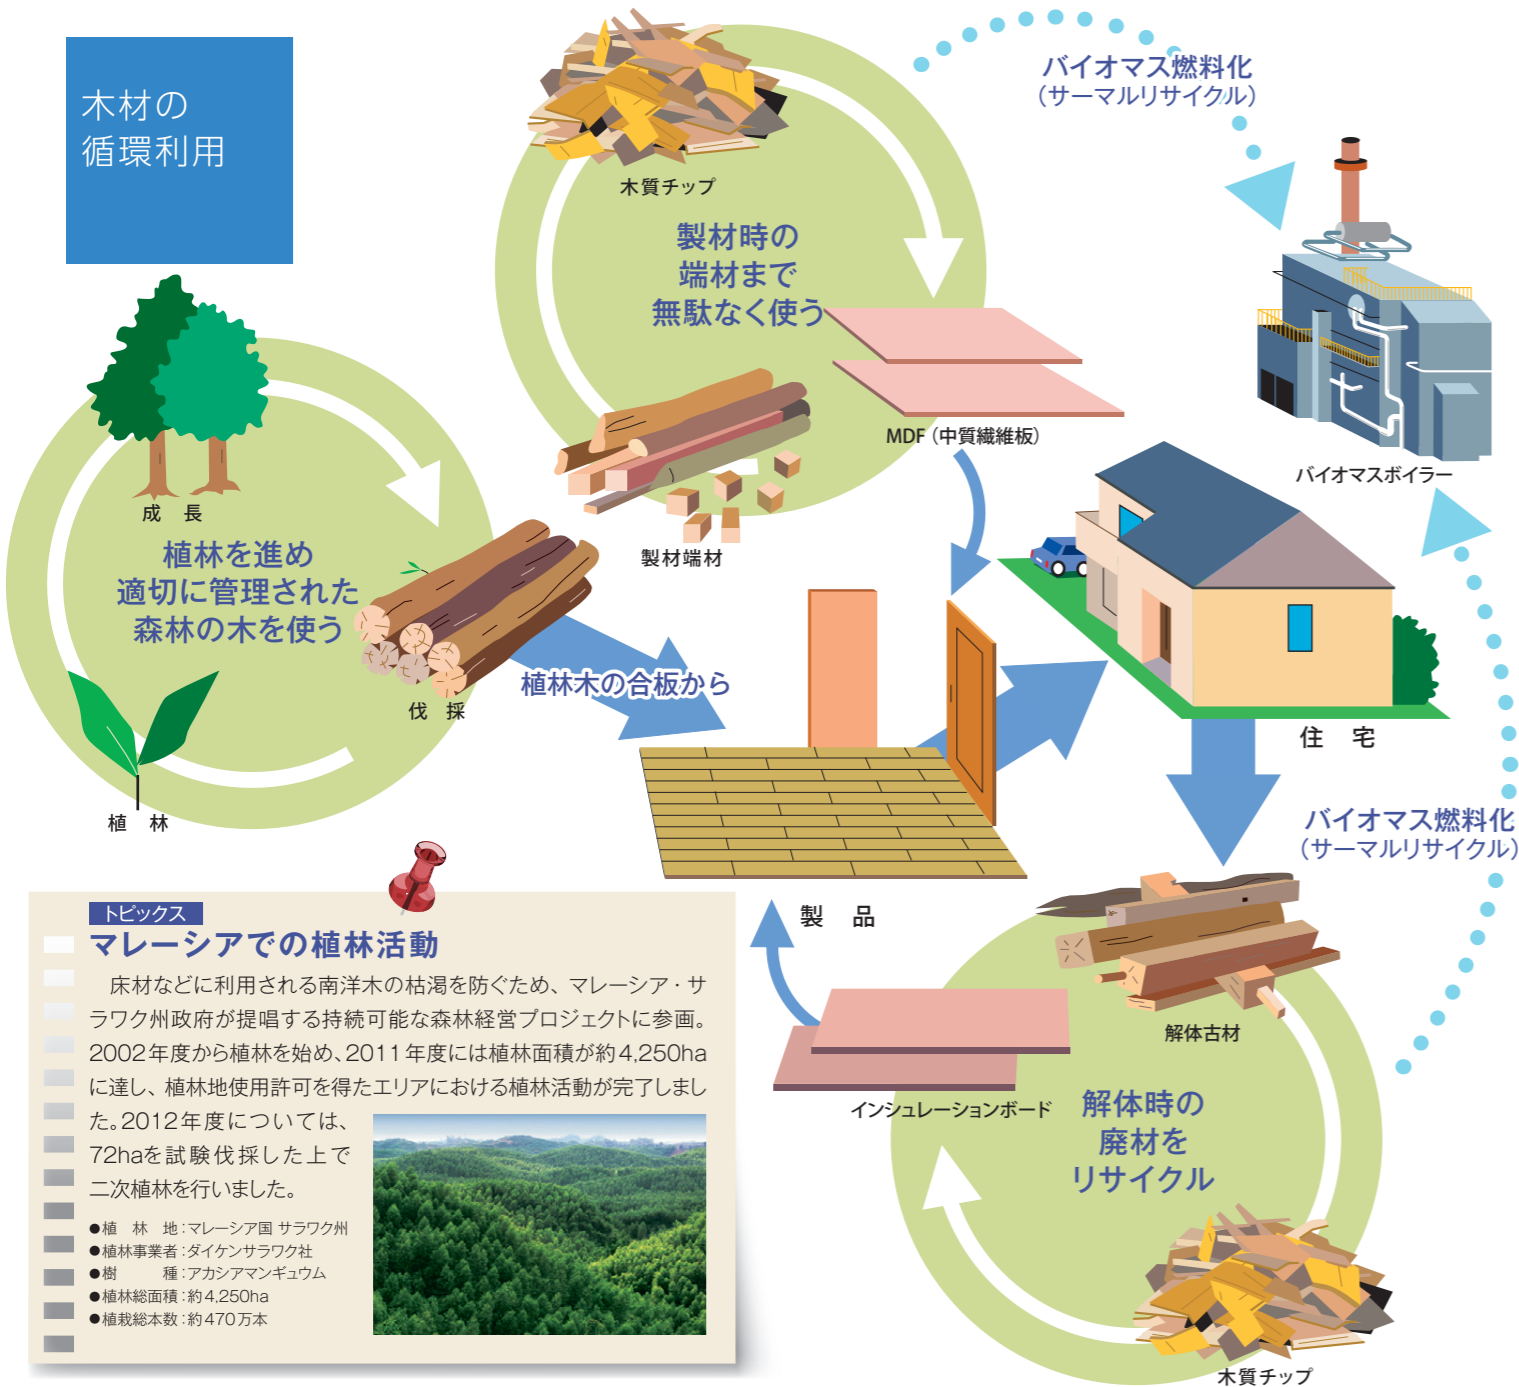 木材の
循環利用
木質チップ
製材時の
端材まで
無駄なく使う
バイオマス燃料化
（サーマルリサイクル）
MDF（中質繊維板）
バイオマスボイラー
製材端材
成　長
植林を進め
適切に管理された
森林の木を使う
伐　採
植　林
植林木の合板から
住　宅
製　品
バイオマス燃料化
（サーマルリサイクル）
解体古材
インシュレーションボード
解体時の
廃材を
リサイクル
木質チップ
トピックス
マレーシアでの植林活動
　床材などに利用される南洋木の枯渇を防ぐため、マレーシア・サ
ラワク州政府が提唱する持続可能な森林経営プロジェクトに参画。
2002年度から植林を始め、2011年度には植林面積が約4,250ha
に達し、植林地使用許可を得たエリアにおける植林活動が完了しまし
た。2012年度については、
72haを試験伐採した上で
二次植林を行いました。
●植　林　地：マレーシア国 サラワク州
●植林事業者：ダイケンサラワク社
●樹　　　種：アカシアマンギュウム
●植林総面積：約4,250ha
●植栽総本数：約470万本